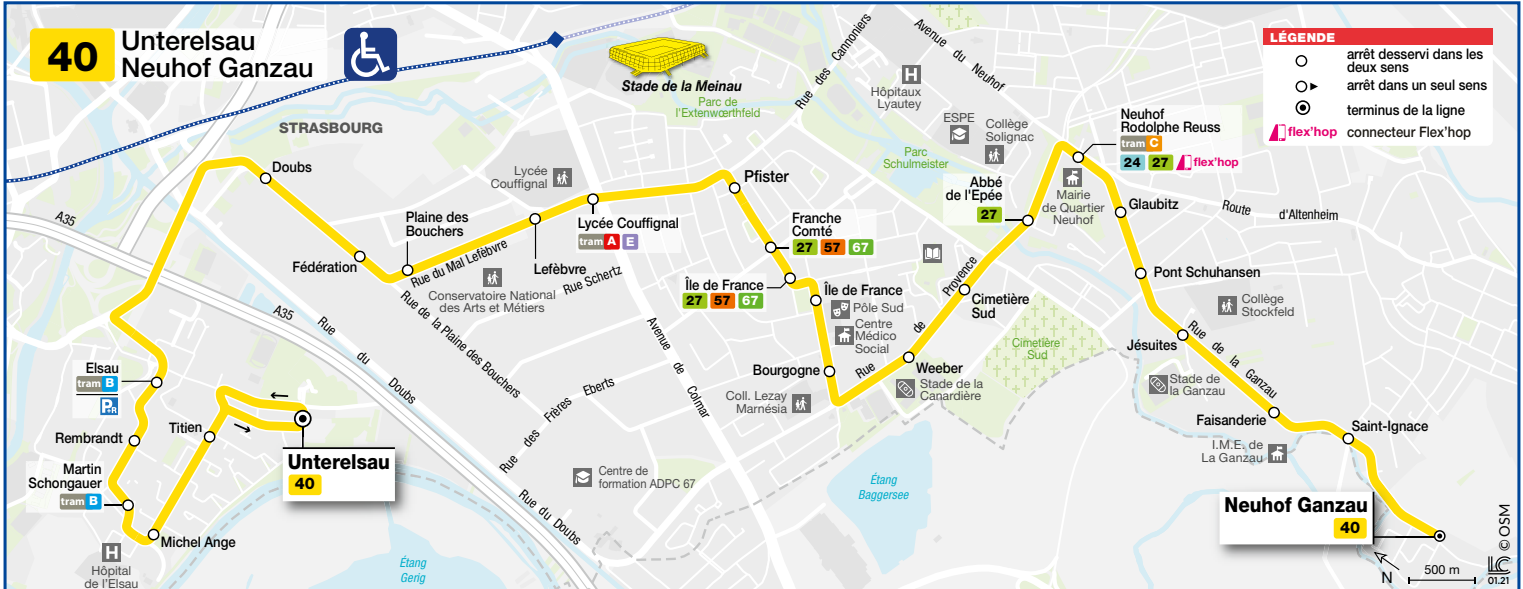 40
Unterelsau
Neuhof Ganzau
STRASBOURG
Stade de la Meinau
Parc de
l'Extenwœrthfeld
Rue des Cannoniers
Avenue du Neuhof
H
Hôpitaux
Lyautey
ESPE
Collège
Solignac
Parc
Schulmeister
LÉGENDE
arrêt desservi dans les
deux sens
arrêt dans un seul sens
terminus de la ligne
flex'hop connecteur Flex'hop
Neuhof
Rodolphe Reuss
tram C
24 27 flex'hop
Mairie
de Quartier
Neuhof
Abbé
de l'Epée
27
Glaubitz
Route d'Altenheim
Pont Schuhansen
Collège
Stockfeld
Jésuites
Rue de la Ganzau
Stade de
la Ganzau
Faisanderie
Saint-Ignace
I.M.E. de
La Ganzau
Neuhof Ganzau
40
N
500 m
© OSM
LC
01.21
Doubs
A35
Fédération
Plaine des
Bouchers
Rue du Mal Lefèbvre
Lycée
Couffignal
Lycée Couffignal
tram A E
Lefèbvre
Rue Schertz
Conservatoire National
des Arts et Métiers
Rue de la Plaine des Bouchers
Pfister
Franche
Comté
27 57 67
Île de France
27 57 67
Île de France
Pôle Sud
Centre
Médico
Social
Bourgogne
Coll. Lezay
Marnésia
Rue de Provence
Weeber
Stade de la
Canardière
Cimetière
Sud
Cimetière
Sud
Avenue de Colmar
A35
Rue du Doubs
Rue des Frères Eberts
Centre de
formation ADPC 67
Rue du Doubs
Étang
Baggersee
Étang
Gerig
Elsau
tram B
P+R
Rembrandt
Titien
Martin
Schongauer
tram B
Michel Ange
H
Hôpital
de l'Elsau
Unterelsau
40